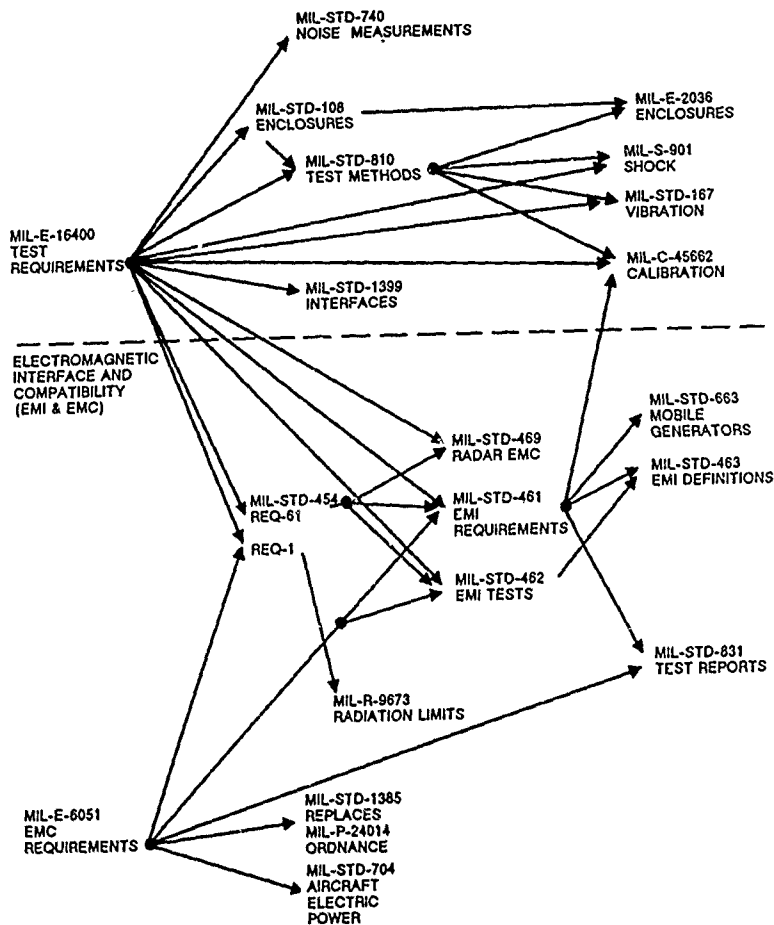 MIL-STD-740
NOISE MEASUREMENTS
MIL-STD-108
ENCLOSURES
MIL-E-2036
ENCLOSURES
MIL-STD-810
TEST METHODS
MIL-S-901
SHOCK
MIL-STD-167
VIBRATION
MIL-E-16400
TEST
REQUIREMENTS
MIL-C-45662
CALIBRATION
MIL-STD-1399
INTERFACES
ELECTROMAGNETIC
INTERFACE AND
COMPATIBILITY
(EMI & EMC)
MIL-STD-663
MOBILE
GENERATORS
MIL-STD-469
RADAR EMC
MIL-STD-463
EMI DEFINITIONS
MIL-STD-454
REQ-61
MIL-STD-461
EMI
REQUIREMENTS
REQ-1
MIL-STD-462
EMI TESTS
MIL-STD-831
TEST REPORTS
MIL-R-9673
RADIATION LIMITS
MIL-E-6051
EMC
REQUIREMENTS
MIL-STD-1385
REPLACES
MIL-P-24014
ORDNANCE
MIL-STD-704
AIRCRAFT
ELECTRIC
POWER